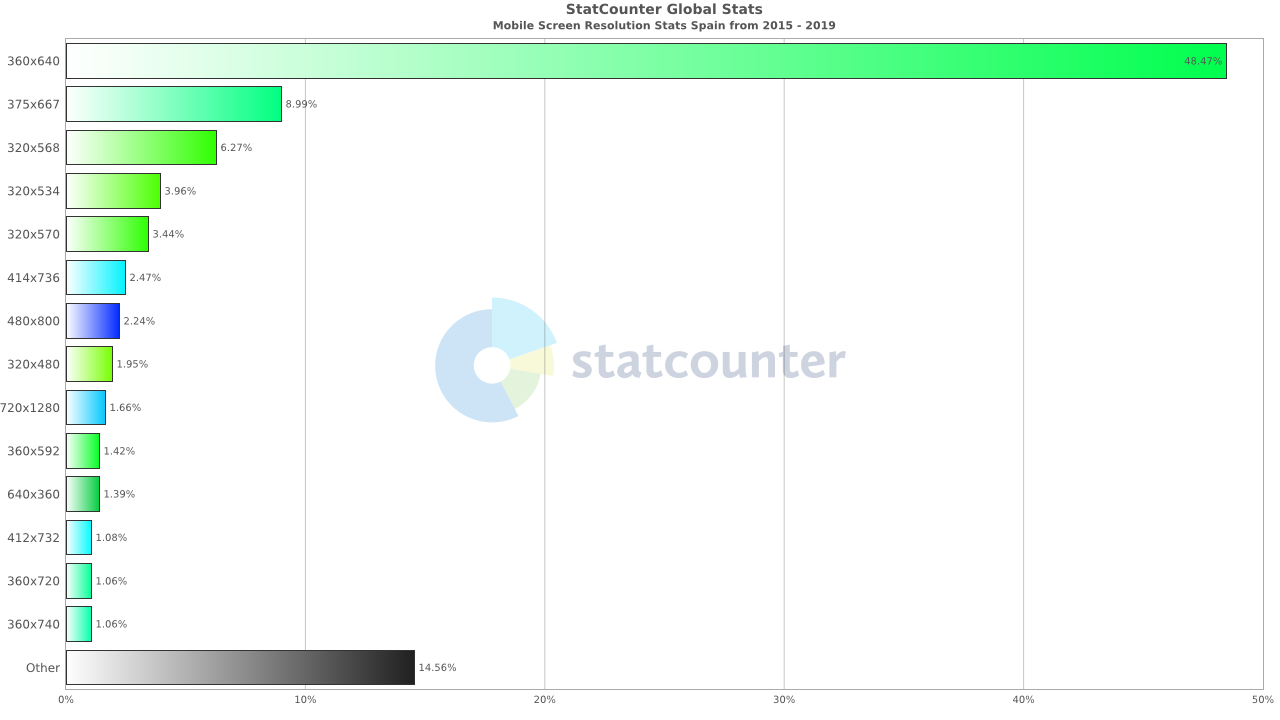 StatCounter Global Stats
Mobile Screen Resolution Stats Spain from 2015 - 2019
360x640 48.47%
375x667 8.99%
320x568 6.27%
320x534 3.96%
320x570 3.44%
414x736 2.47%
480x800 2.24%
statcounter
320x480 1.95%
720x1280 1.66%
360x592 1.42%
640x360 1.39%
412x732 1.08%
360x720 1.06%
360x740 1.06%
Other 14.56%
0% 10% 20% 30% 40% 50%